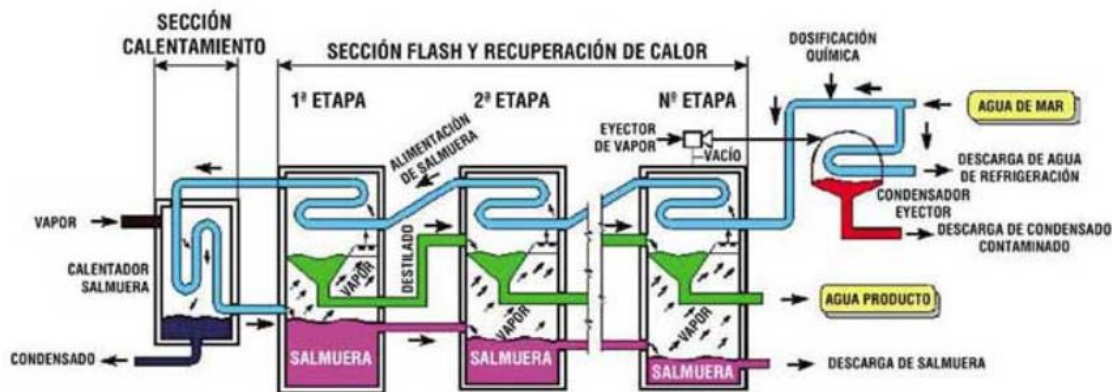 SECCIÓN
CALENTAMIENTO
SECCIÓN FLASH Y RECUPERACIÓN DE CALOR
DOSIFICACIÓN
QUÍMICA
1ª ETAPA
2ª ETAPA
Nº ETAPA
AGUA DE MAR
ALIMENTACIÓN
DE SALMUERA
EYECTOR
DE VAPOR
VACÍO
DESCARGA DE AGUA
DE REFRIGERACIÓN
CONDENSADOR
EYECTOR
VAPOR
DESCARGA DE CONDENSADO
CONTAMINADO
CALENTADOR
SALMUERA
VAPOR
DESTILADO
VAPOR
VAPOR
AGUA PRODUCTO
CONDENSADO
SALMUERA
SALMUERA
SALMUERA
DESCARGA DE SALMUERA